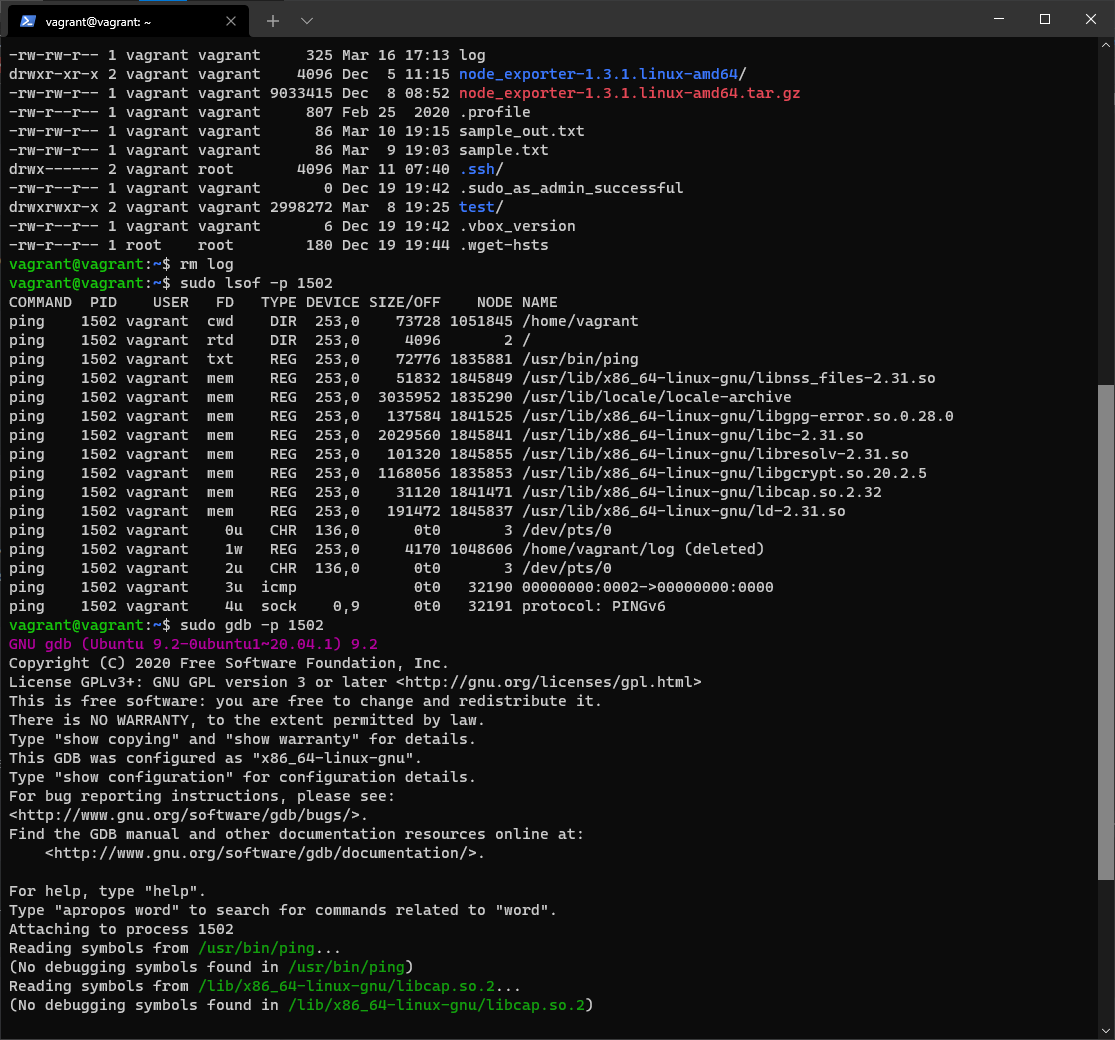 vagrant@vagrant: ~
-rw-rw-r-- 1 vagrant vagrant     325 Mar 16 17:13 log
drwxr-xr-x 2 vagrant vagrant    4096 Dec  5 11:15 node_exporter-1.3.1.linux-amd64/
-rw-rw-r-- 1 vagrant vagrant 9033415 Dec  8 08:52 node_exporter-1.3.1.linux-amd64.tar.gz
-rw-r--r-- 1 vagrant vagrant     807 Feb 25  2020 .profile
-rw-rw-r-- 1 vagrant vagrant      86 Mar 10 19:15 sample_out.txt
-rw-rw-r-- 1 vagrant vagrant      86 Mar  9 19:03 sample.txt
drwx------ 2 vagrant root       4096 Mar 11 07:40 .ssh/
-rw-r--r-- 1 vagrant vagrant       0 Dec 19 19:42 .sudo_as_admin_successful
drwxrwxr-x 2 vagrant vagrant 2998272 Mar  8 19:25 test/
-rw-r--r-- 1 vagrant vagrant       6 Dec 19 19:42 .vbox_version
-rw-r--r-- 1 root    root        180 Dec 19 19:44 .wget-hsts
vagrant@vagrant:~$ rm log
vagrant@vagrant:~$ sudo lsof -p 1502
COMMAND  PID    USER   FD   TYPE DEVICE SIZE/OFF    NODE NAME
ping    1502 vagrant  cwd    DIR  253,0    73728 1051845 /home/vagrant
ping    1502 vagrant  rtd    DIR  253,0     4096       2 /
ping    1502 vagrant  txt    REG  253,0    72776 1835881 /usr/bin/ping
ping    1502 vagrant  mem    REG  253,0    51832 1845849 /usr/lib/x86_64-linux-gnu/libnss_files-2.31.so
ping    1502 vagrant  mem    REG  253,0  3035952 1835290 /usr/lib/locale/locale-archive
ping    1502 vagrant  mem    REG  253,0   137584 1841525 /usr/lib/x86_64-linux-gnu/libgpg-error.so.0.28.0
ping    1502 vagrant  mem    REG  253,0  2029560 1845841 /usr/lib/x86_64-linux-gnu/libc-2.31.so
ping    1502 vagrant  mem    REG  253,0   101320 1845855 /usr/lib/x86_64-linux-gnu/libresolv-2.31.so
ping    1502 vagrant  mem    REG  253,0  1168056 1835853 /usr/lib/x86_64-linux-gnu/libgcrypt.so.20.2.5
ping    1502 vagrant  mem    REG  253,0    31120 1841471 /usr/lib/x86_64-linux-gnu/libcap.so.2.32
ping    1502 vagrant  mem    REG  253,0   191472 1845837 /usr/lib/x86_64-linux-gnu/ld-2.31.so
ping    1502 vagrant    0u   CHR  136,0      0t0       3 /dev/pts/0
ping    1502 vagrant    1w   REG  253,0     4170 1048606 /home/vagrant/log (deleted)
ping    1502 vagrant    2u   CHR  136,0      0t0       3 /dev/pts/0
ping    1502 vagrant    3u  icmp             0t0   32190 00000000:0002->00000000:0000
ping    1502 vagrant    4u  sock    0,9      0t0   32191 protocol: PINGv6
vagrant@vagrant:~$ sudo gdb -p 1502
GNU gdb (Ubuntu 9.2-0ubuntu1~20.04.1) 9.2
Copyright (C) 2020 Free Software Foundation, Inc.
License GPLv3+: GNU GPL version 3 or later <http://gnu.org/licenses/gpl.html>
This is free software: you are free to change and redistribute it.
There is NO WARRANTY, to the extent permitted by law.
Type "show copying" and "show warranty" for details.
This GDB was configured as "x86_64-linux-gnu".
Type "show configuration" for configuration details.
For bug reporting instructions, please see:
<http://www.gnu.org/software/gdb/bugs/>.
Find the GDB manual and other documentation resources online at:
    <http://www.gnu.org/software/gdb/documentation/>.

For help, type "help".
Type "apropos word" to search for commands related to "word".
Attaching to process 1502
Reading symbols from /usr/bin/ping...
(No debugging symbols found in /usr/bin/ping)
Reading symbols from /lib/x86_64-linux-gnu/libcap.so.2...
(No debugging symbols found in /lib/x86_64-linux-gnu/libcap.so.2)